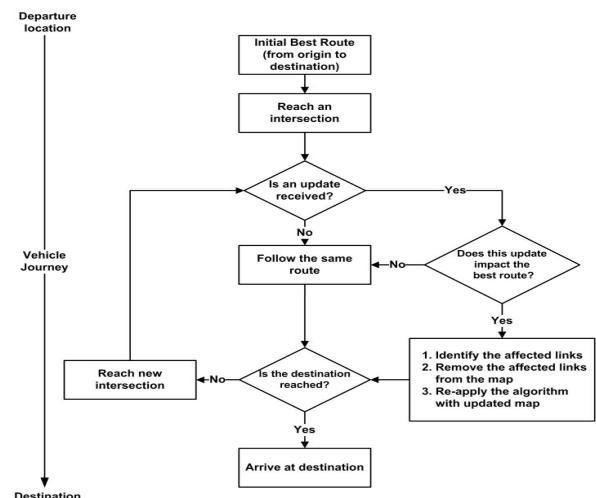 Departure
location
Initial Best Route
(from origin to
destination)
Reach an
intersection
Is an update
received?
Yes
No
Vehicle
Journey
Follow the same
route
No
Does this update
impact the
best route?
Yes
Reach new
intersection
No
Is the destination
reached?
1. Identify the affected links
2. Remove the affected links
from the map
3. Re-apply the algorithm
with updated map
Yes
Arrive at destination
Destination